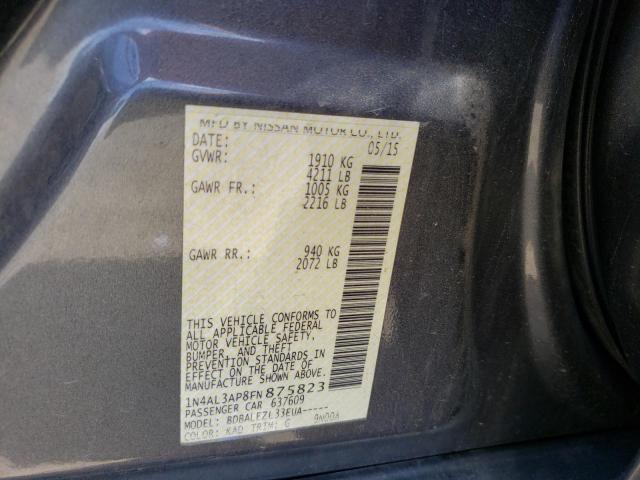 MFD BY NISSAN MOTOR CO., LTD.
DATE: 05/15
GVWR: 1910 KG
4211 LB
GAWR FR.: 1005 KG
2216 LB
GAWR RR.: 940 KG
2072 LB
THIS VEHICLE CONFORMS TO
ALL APPLICABLE FEDERAL
MOTOR VEHICLE SAFETY,
BUMPER, AND THEFT
PREVENTION STANDARDS IN
EFFECT ON THE DATE OF
MANUFACTURE SHOWN ABOVE.
1N4AL3AP8FN875823
PASSENGER CAR 637609
MODEL: BDBALEZL33EUA-----
COLOR: KAD TRIM: G 9N00A